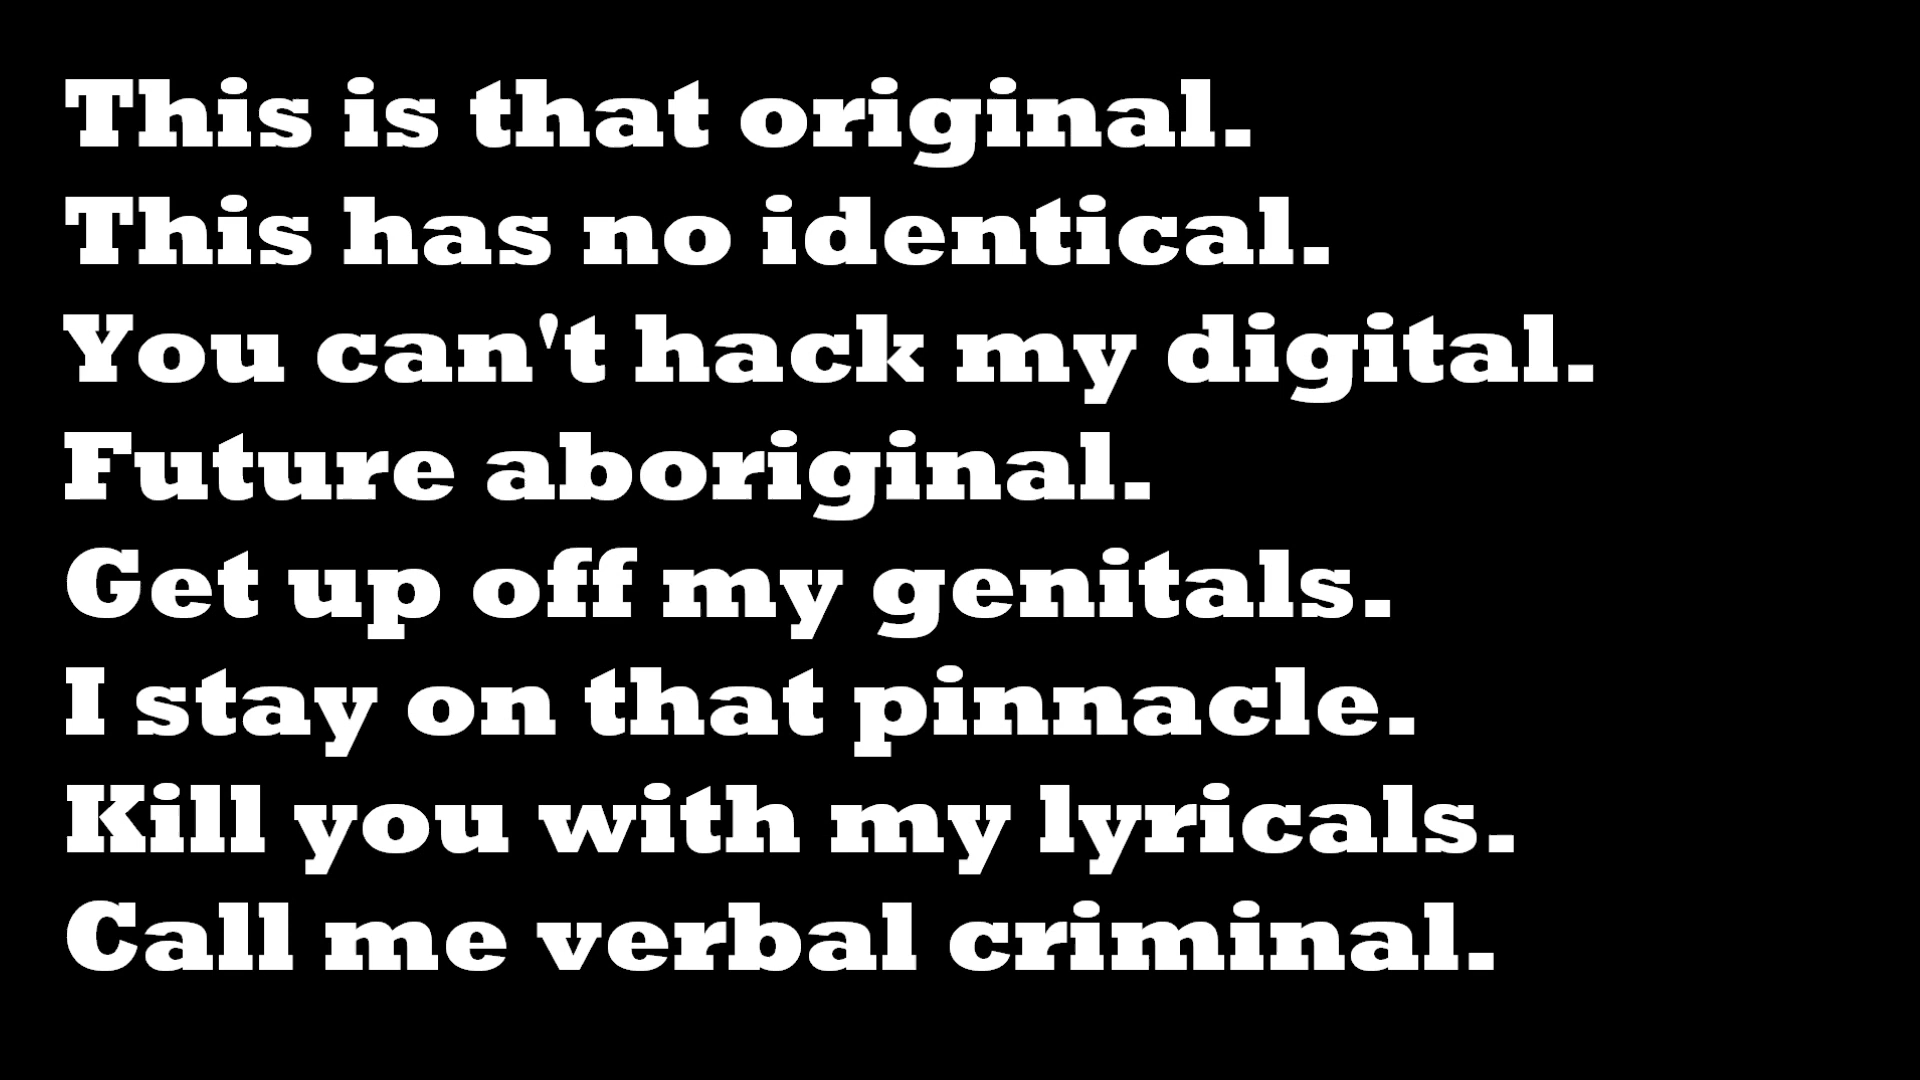 This is that original.
This has no identical.
You can't hack my digital.
Future aboriginal.
Get up off my genitals.
I stay on that pinnacle.
Kill you with my lyricals.
Call me verbal criminal.